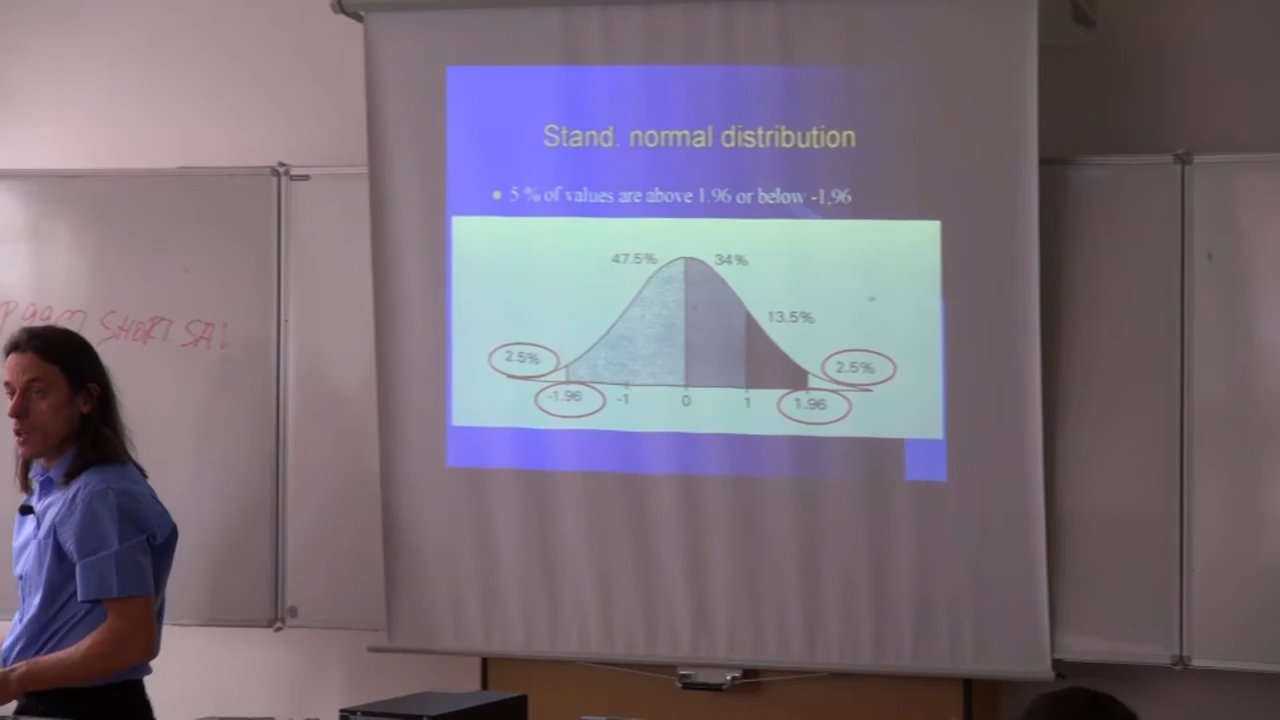 Stand. normal distribution
5 % of values are above 1.96 or below -1.96
47.5% 34%
13.5%
2.5% 2.5%
-1.96 -1 0 1 1.96
SHORT